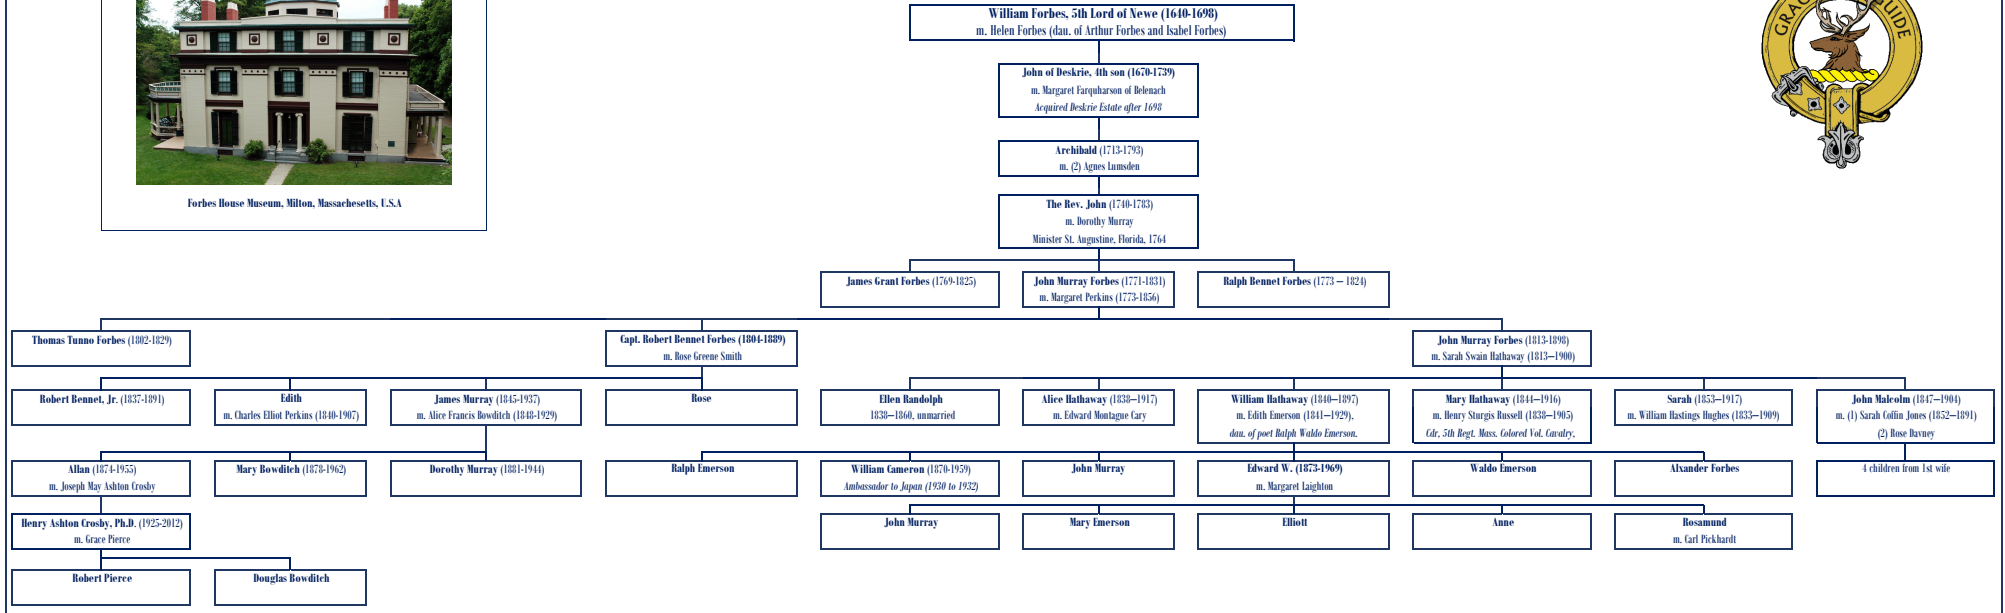 William Forbes, 5th Lord of Newe (1640-1698)
m. Helen Forbes (dau. of Arthur Forbes and Isabel Forbes)
GRAC
UIDE
John of Deskrie, 4th son (1670-1739)
m. Margaret Farquharson of Belenach
Acquired Deskrie Estate after 1698
Archibald (1713-1793)
m. (2) Agnes Lumsden
Forbes House Museum, Milton, Massachesetts, U.S.A
The Rev. John (1740-1783)
m. Dorothy Murray
Minister St. Augustine, Florida, 1764
James Grant Forbes (1769-1825)
John Murray Forbes (1771-1831)
m. Margaret Perkins (1773-1856)
Ralph Bennet Forbes (1773 – 1824)
Thomas Tunno Forbes (1802-1829)
Capt. Robert Bennet Forbes (1804-1889)
m. Rose Greene Smith
John Murray Forbes (1813-1898)
m. Sarah Swain Hathaway (1813–1900)
Robert Bennet, Jr. (1837-1891)
Edith
m. Charles Elliot Perkins (1840-1907)
James Murray (1845-1937)
m. Alice Francis Bowditch (1848-1929)
Rose
Ellen Randolph
1838–1860, unmarried
Alice Hathaway (1838–1917)
m. Edward Montague Cary
William Hathaway (1840–1897)
m. Edith Emerson (1841–1929),
dau. of poet Ralph Waldo Emerson.
Mary Hathaway (1844–1916)
m. Henry Sturgis Russell (1838–1905)
Cdr, 5th Regt. Mass. Colored Vol. Cavalry,
Sarah (1853–1917)
m. William Hastings Hughes (1833–1909)
John Malcolm (1847–1904)
m. (1) Sarah Coffin Jones (1852–1891)
(2) Rose Davney
Allan (1874-1955)
m. Joseph May Ashton Crosby
Mary Bowditch (1878-1962)
Dorothy Murray (1881-1944)
Ralph Emerson
William Cameron (1870-1959)
Ambassador to Japan (1930 to 1932)
John Murray
Edward W. (1873-1969)
m. Margaret Laighton
Waldo Emerson
Alxander Forbes
4 children from 1st wife
Henry Ashton Crosby, Ph.D. (1925-2012)
m. Grace Pierce
John Murray
Mary Emerson
Elliott
Anne
Rosamund
m. Carl Pickhardt
Robert Pierce
Douglas Bowditch